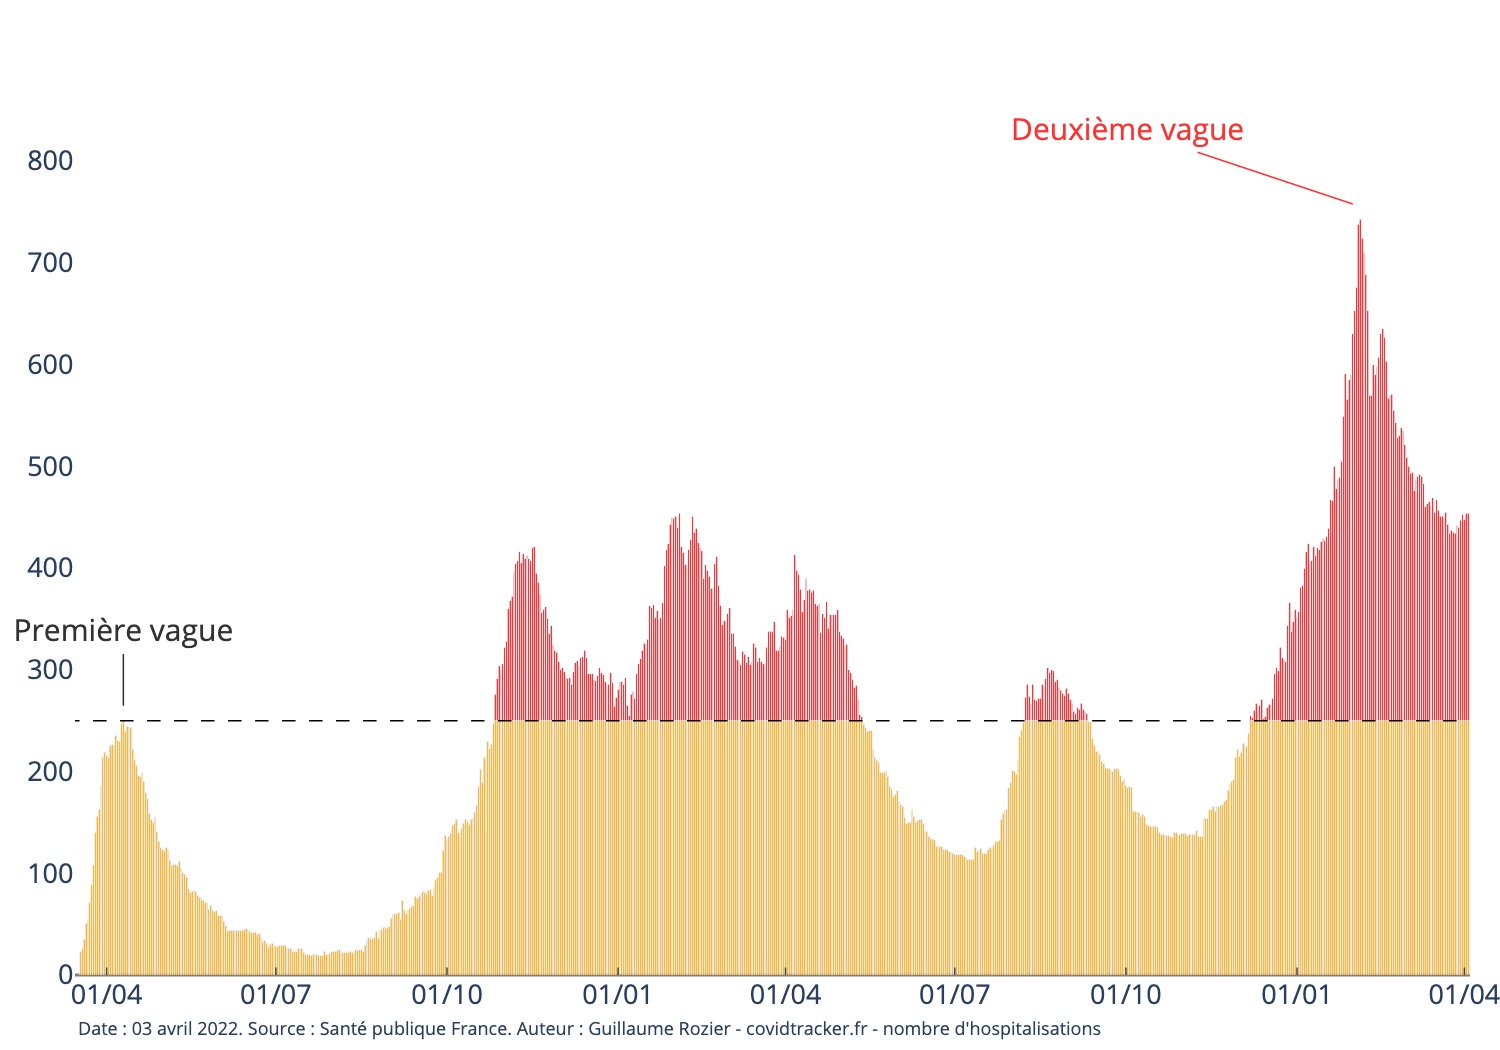 Deuxième vague
800
700
600
500
400
Première vague
300
200
100
0
01/04 01/07 01/10 01/01 01/04 01/07 01/10 01/01 01/04
Date : 03 avril 2022. Source : Santé publique France. Auteur : Guillaume Rozier - covidtracker.fr - nombre d'hospitalisations